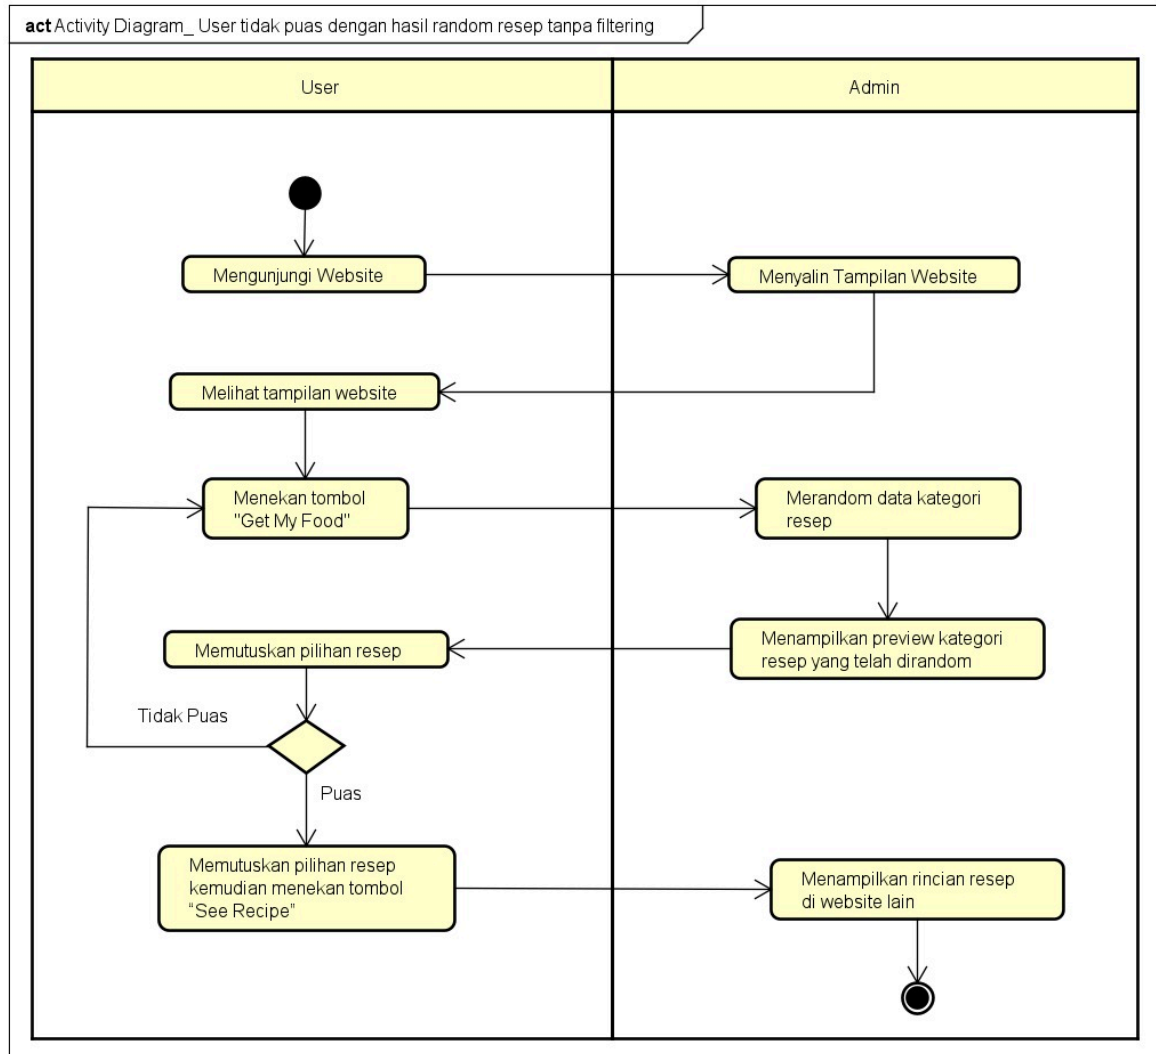 act Activity Diagram_ User tidak puas dengan hasil random resep tanpa filtering
User
Admin
Mengunjungi Website
Menyalin Tampilan Website
Melihat tampilan website
Menekan tombol
"Get My Food"
Merandom data kategori
resep
Memutuskan pilihan resep
Menampilkan preview kategori
resep yang telah dirandom
Tidak Puas
Puas
Memutuskan pilihan resep
kemudian menekan tombol
“See Recipe”
Menampilkan rincian resep
di website lain